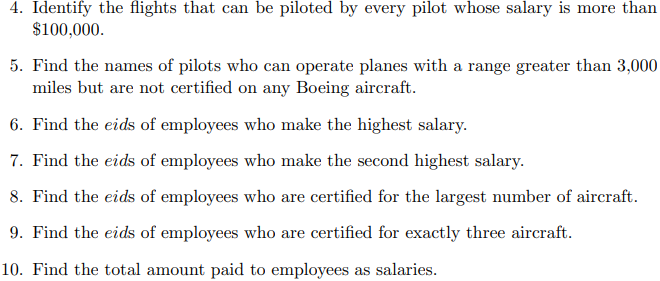 4. Identify the flights that can be piloted by every pilot whose salary is more than
$100,000.
5. Find the names of pilots who can operate planes with a range greater than 3,000
miles but are not certified on any Boeing aircraft.
6. Find the eids of employees who make the highest salary.
7. Find the eids of employees who make the second highest salary.
8. Find the eids of employees who are certified for the largest number of aircraft.
9. Find the eids of employees who are certified for exactly three aircraft.
10. Find the total amount paid to employees as salaries.